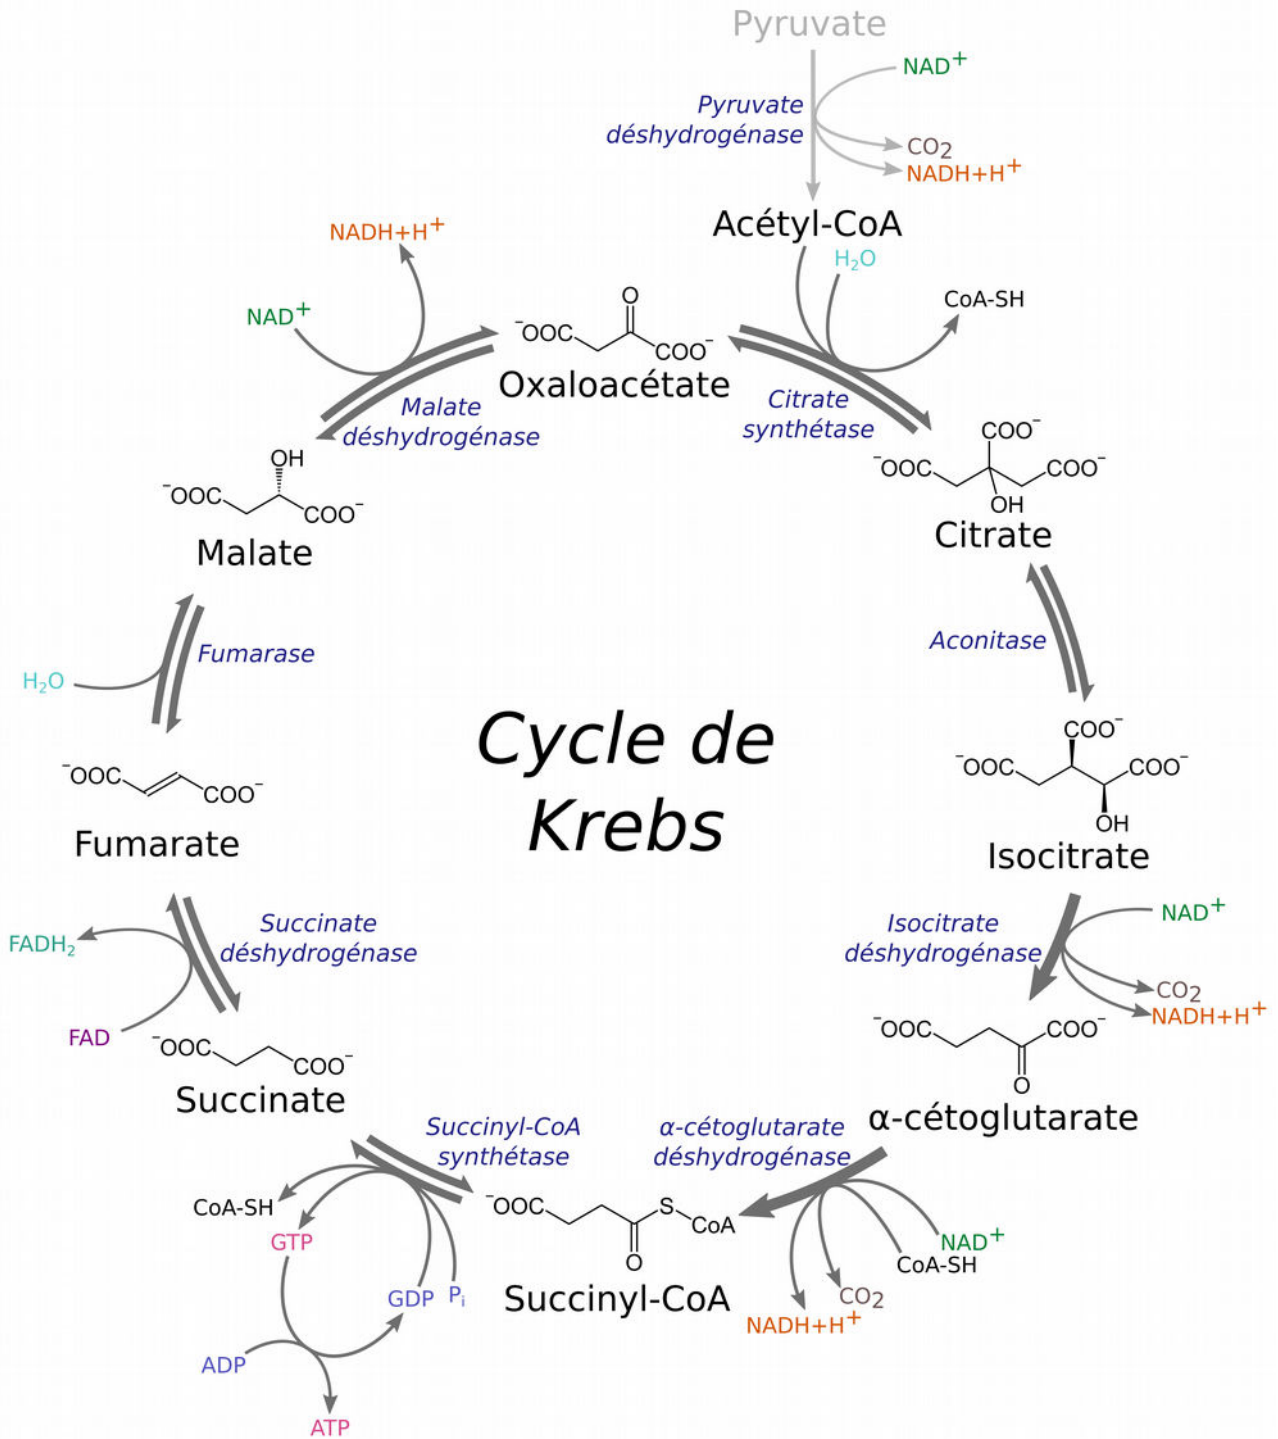 Pyruvate
NAD+
Pyruvate
déshydrogénase
CO2
NADH+H+
Acétyl-CoA
H2O
CoA-SH
NADH+H+
NAD+
O
-OOC
COO-
Oxaloacétate
Malate
déshydrogénase
Citrate
synthétase
COO-
-OOC
COO-
OH
Citrate
OH
-OOC
COO-
Malate
Fumarase
H2O
Aconitase
Cycle de
Krebs
COO-
-OOC
COO-
OH
Isocitrate
-OOC
COO-
Fumarate
Succinate
déshydrogénase
FADH2
FAD
Isocitrate
déshydrogénase
NAD+
CO2
NADH+H+
-OOC
COO-
O
α-cétoglutarate
-OOC
COO-
Succinate
Succinyl-CoA
synthétase
α-cétoglutarate
déshydrogénase
CoA-SH
GTP
GDP
Pi
ADP
ATP
-OOC
S
CoA
O
Succinyl-CoA
NAD+
CoA-SH
CO2
NADH+H+